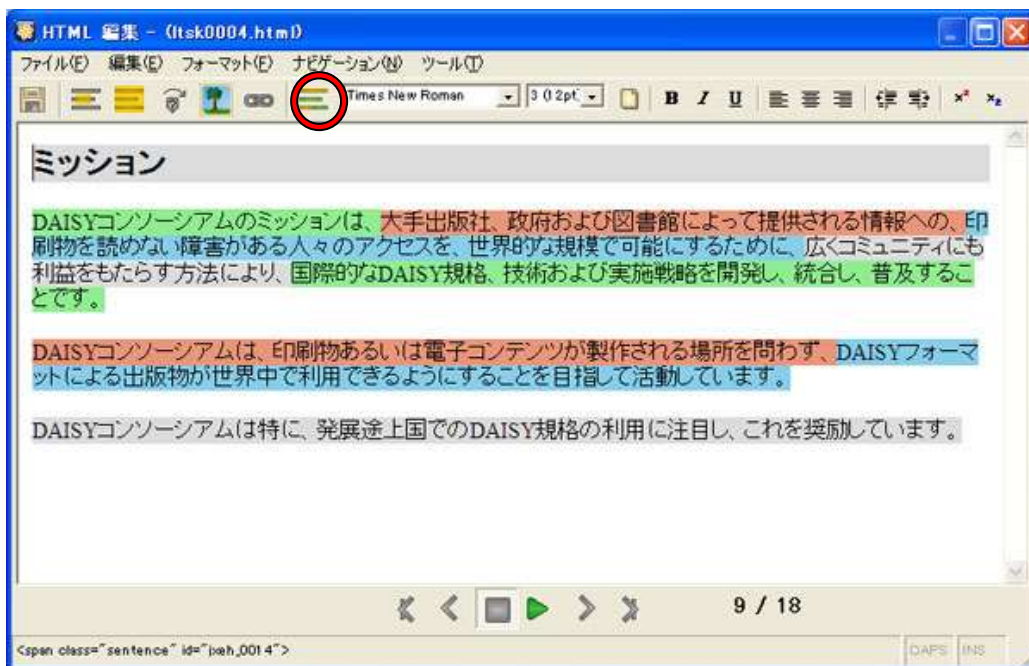 HTML 編集 - (ltsk0004.html)
ファイル(F) 編集(E) フォーマット(F) ナビゲーション(N) ツール(T)
Times New Roman 3 (12pt B I U x² x₂
ミッション
DAISYコンソーシアムのミッションは、大手出版社、政府および図書館によって提供される情報への、印
刷物を読めない障害がある人々のアクセスを、世界的な規模で可能にするために、広くコミュニティにも
利益をもたらす方法により、国際的なDAISY規格、技術および実施戦略を開発し、統合し、普及するこ
とです。
DAISYコンソーシアムは、印刷物あるいは電子コンテンツが製作される場所を問わず、DAISYフォーマ
ットによる出版物が世界中で利用できるようにすることを目指して活動しています。
DAISYコンソーシアムは特に、発展途上国でのDAISY規格の利用に注目し、これを奨励しています。
9 / 18
<span class="sentence" id="jxeh_0014">
CAPS INS